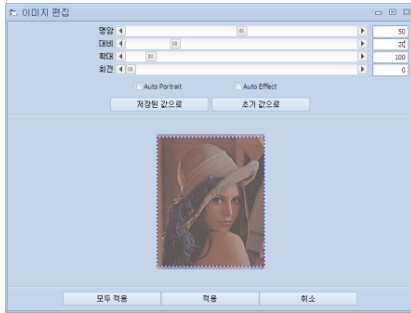 이미지 편집
명암 50
대비 20
확대 100
회전 0
Auto Portrait Auto Effect
저장된 값으로 초기 값으로
모두 적용 적용 취소